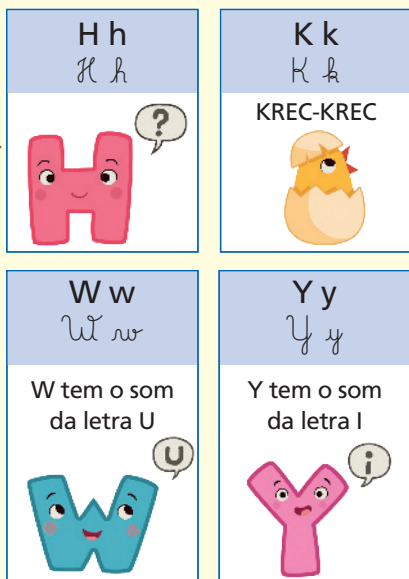 H h
H h
?
K k
K k
KREC-KREC
W w
W w
W tem o som
da letra U
U
Y y
Y y
Y tem o som
da letra I
i